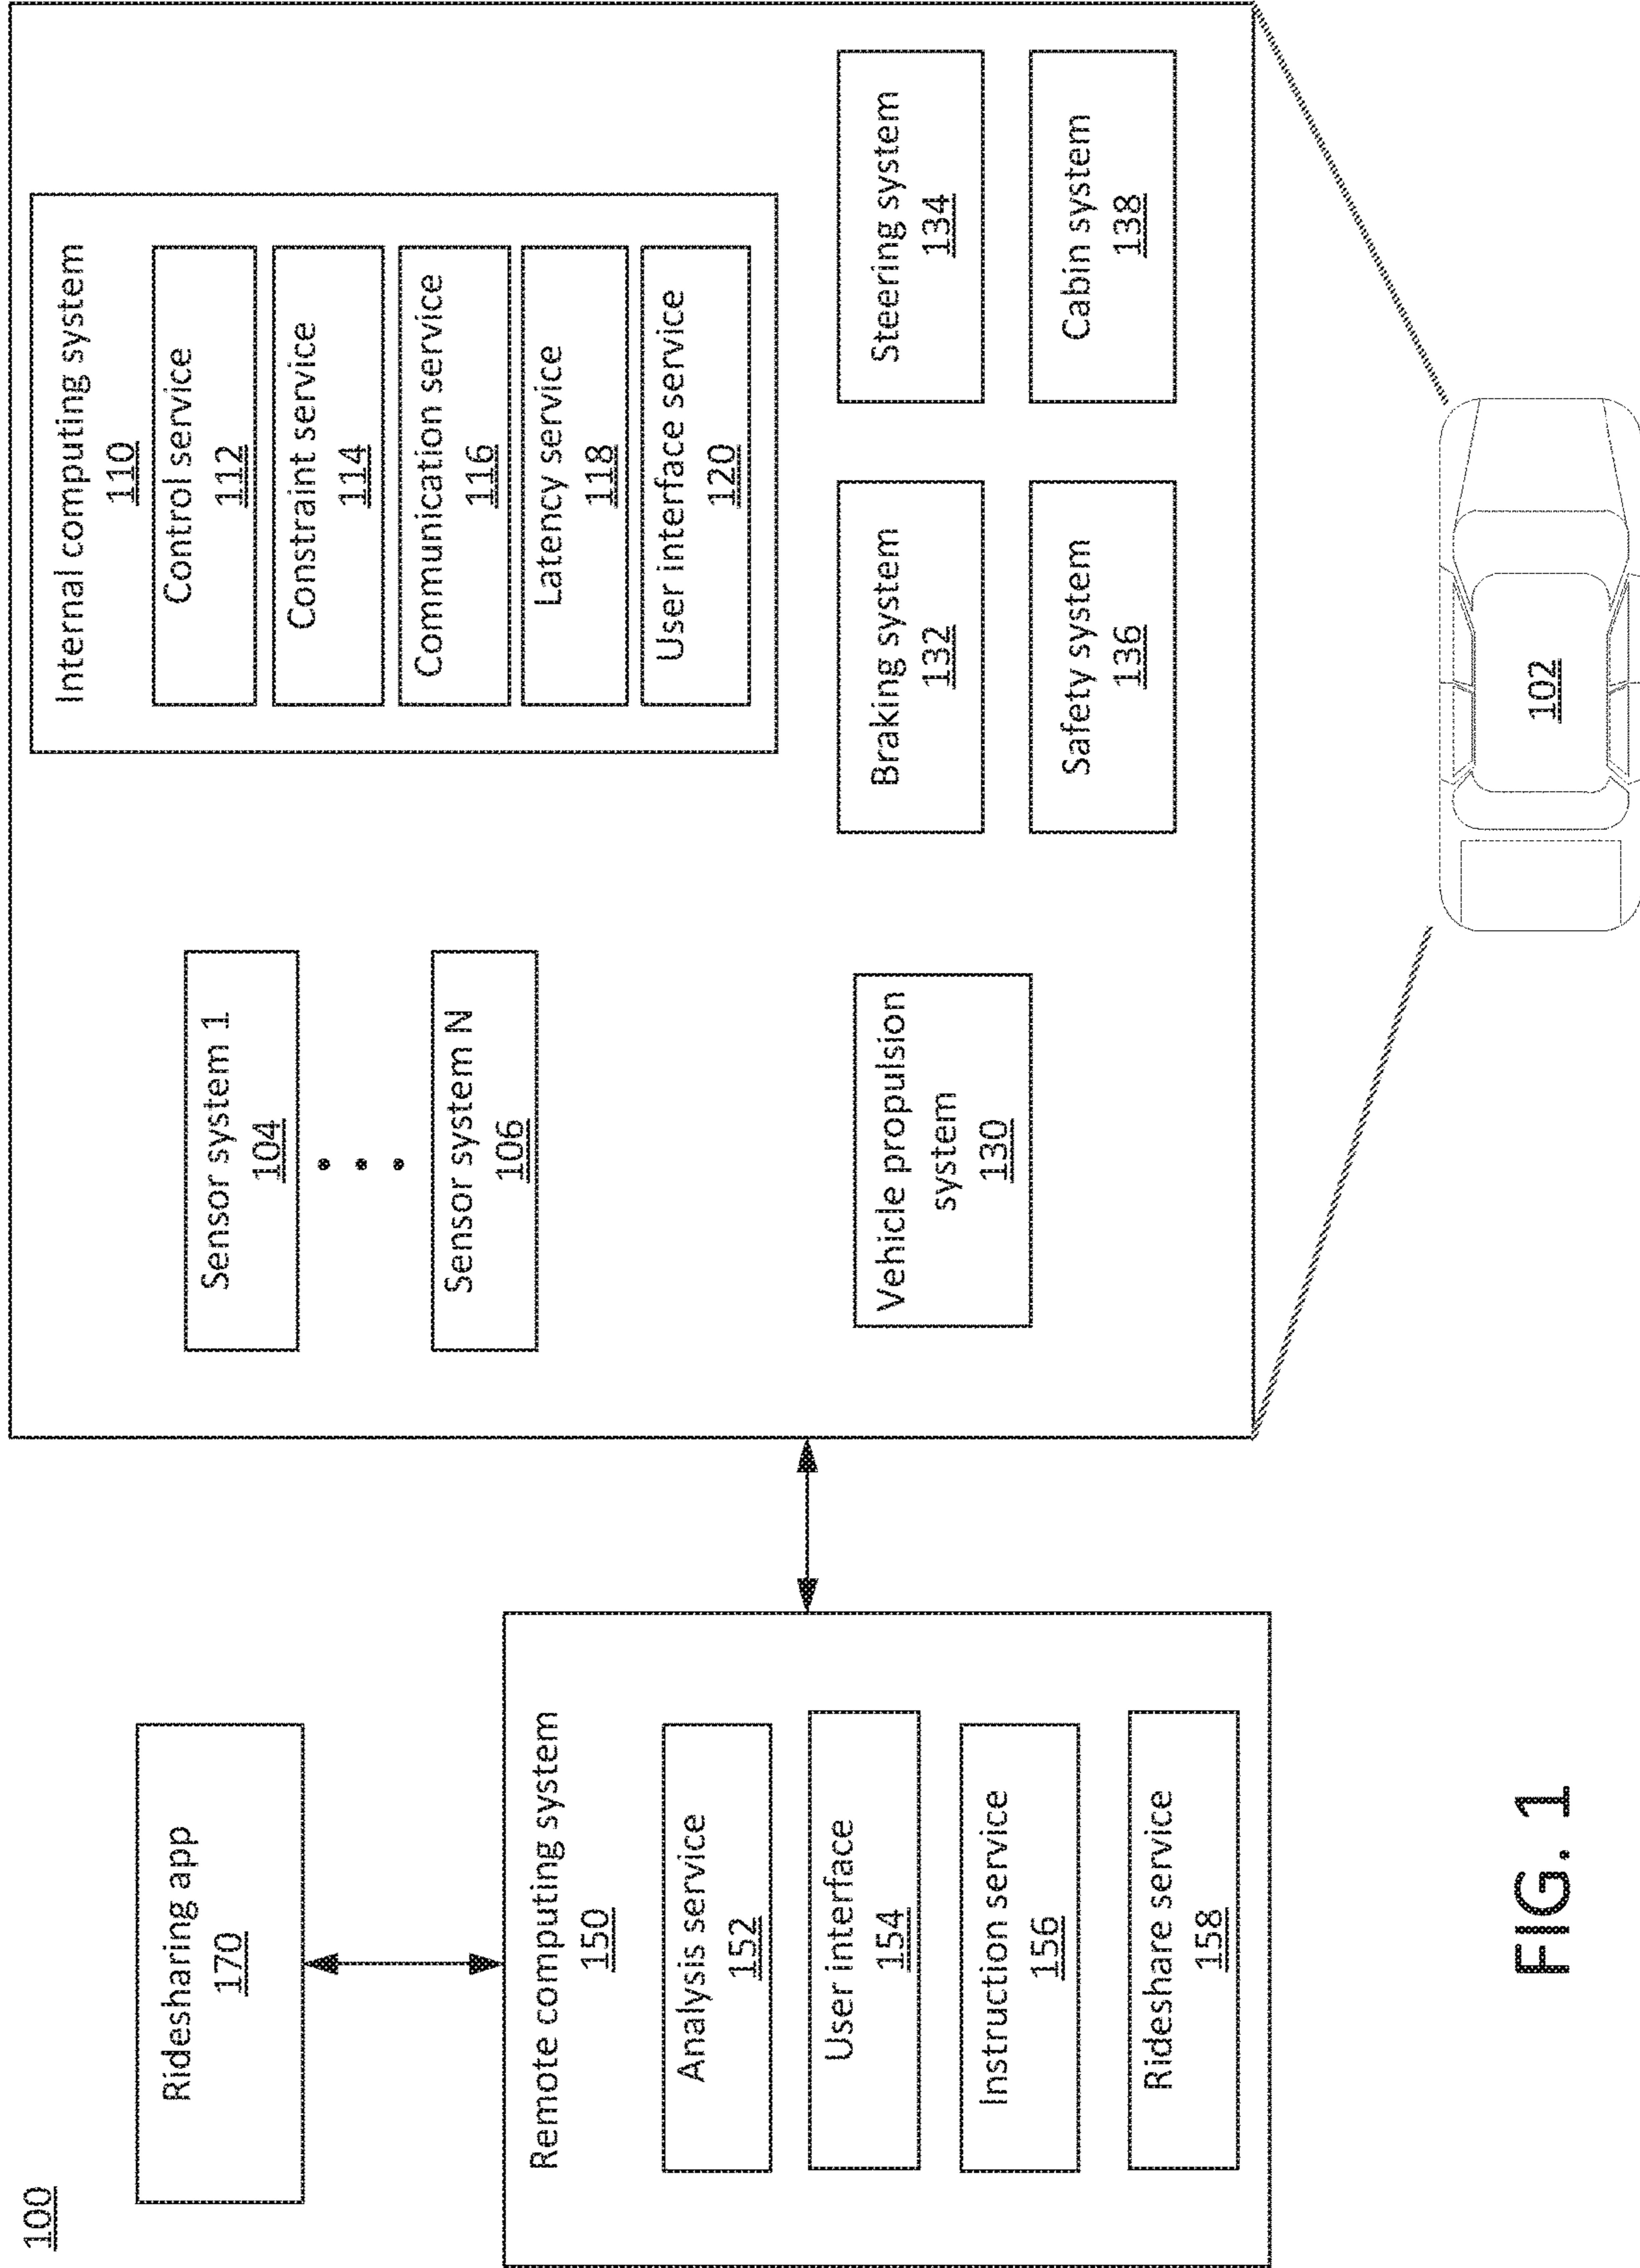 100
Ridesharing app
170
Remote computing system
150
Analysis service
152
User interface
154
Instruction service
156
Rideshare service
158
Sensor system 1
104
Sensor system N
106
Internal computing system
110
Control service
112
Constraint service
114
Communication service
116
Latency service
118
User interface service
120
Vehicle propulsion
system
130
Braking system
132
Steering system
134
Safety system
136
Cabin system
138
102
FIG. 1